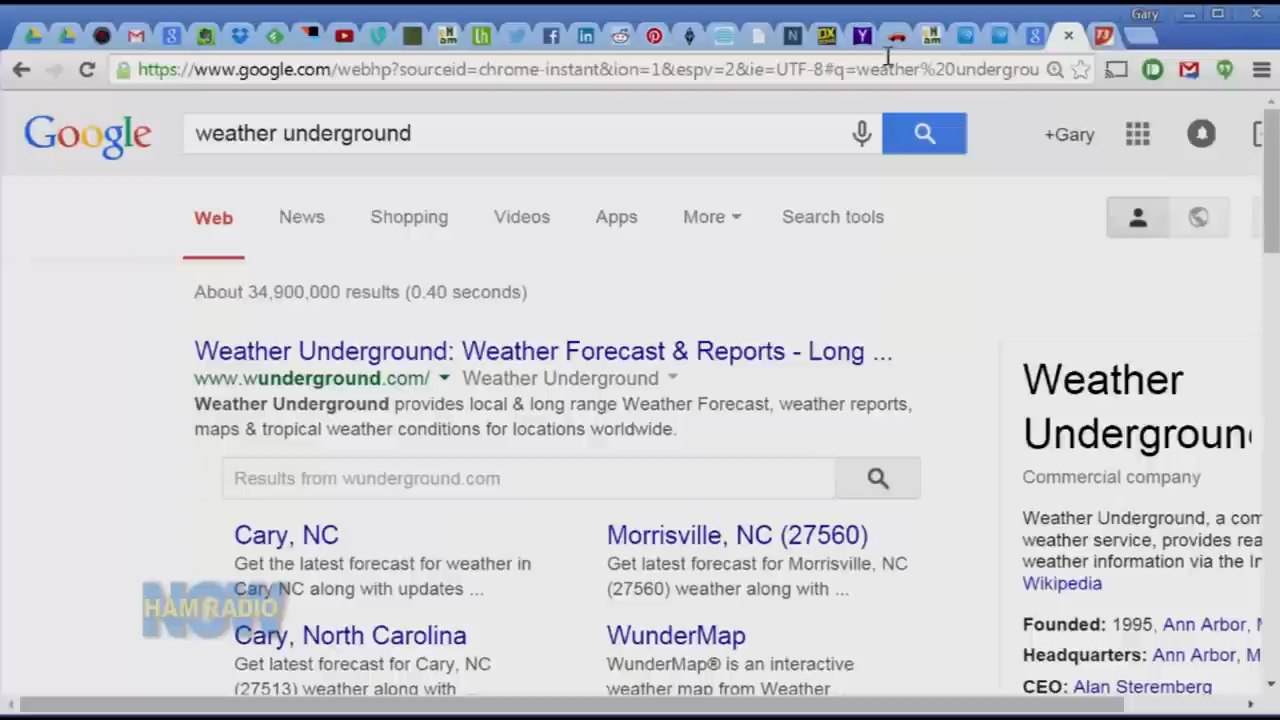 Gary
https://www.google.com/webhp?sourceid=chrome-instant&ion=1&espv=2&ie=UTF-8#q=weather%20undergrou
Google
weather underground
+Gary
Web News Shopping Videos Apps More Search tools
About 34,900,000 results (0.40 seconds)
Weather Underground: Weather Forecast & Reports - Long ...
www.wunderground.com/ Weather Underground
Weather Underground provides local & long range Weather Forecast, weather reports,
maps & tropical weather conditions for locations worldwide.
Results from wunderground.com
Cary, NC
Get the latest forecast for weather in
Cary NC along with updates ...
Morrisville, NC (27560)
Get latest forecast for Morrisville, NC
(27560) weather along with ...
Cary, North Carolina
Get latest forecast for Cary, NC
(27513) weather along with ...
WunderMap
WunderMap® is an interactive
weather map from Weather ...
Weather
Undergroun
Commercial company
Weather Underground, a com
weather service, provides rea
weather information via the In
Wikipedia
Founded: 1995, Ann Arbor, M
Headquarters: Ann Arbor, M
CEO: Alan Steremberg
HAM RADIO
NOW